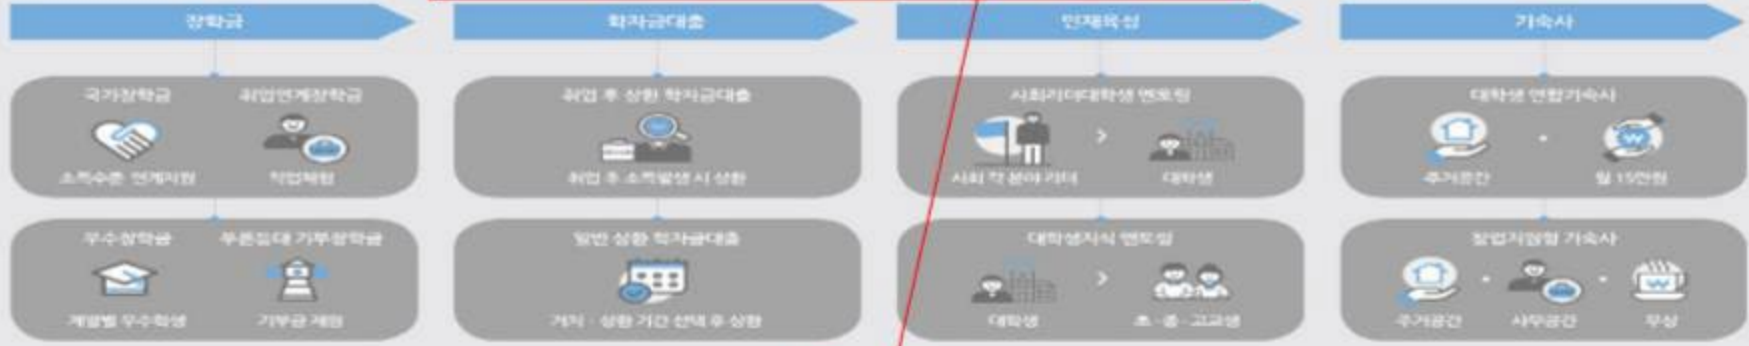 장학금
국가장학금 취업연계장학금
소득수준 연계지원 직업체험
우수장학금 푸른등대 기부장학금
계열별 우수학생 기부금 재원
학자금대출
취업 후 상환 학자금대출
취업 후 소득발생 시 상환
일반 상환 학자금대출
거치 · 상환 기간 선택 후 상환
인재육성
사회리더대학생 멘토링
사회 각 분야 리더 대학생
대학생지식 멘토링
대학생 초 · 중 · 고교생
기숙사
대학생 연합기숙사
주거공간 월 15만원
창업지원형 기숙사
주거공간 사무공간 무상